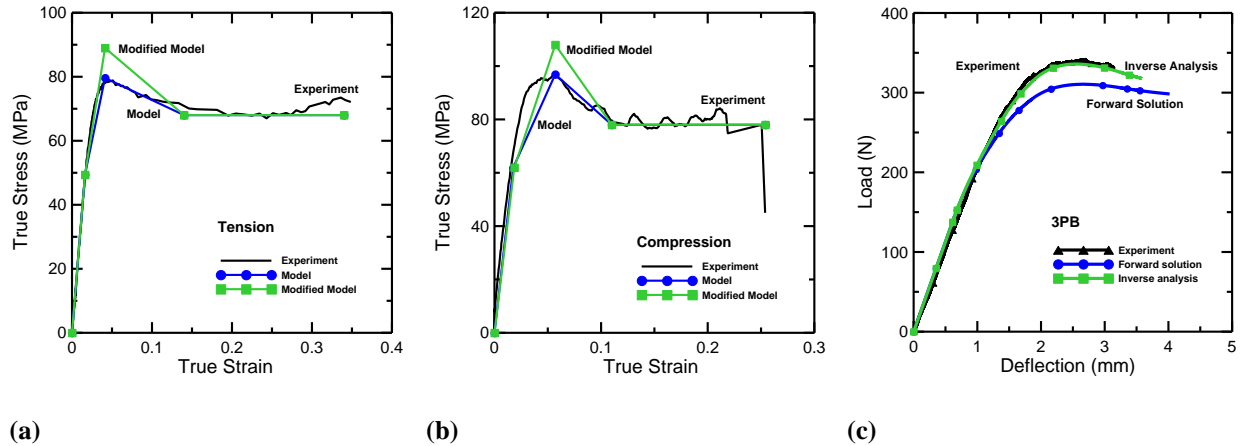 100
80
60
40
20
0
0
0.1
0.2
0.3
0.4
True Stress (MPa)
True Strain
Modified Model
Model
Experiment
Tension
Experiment
Model
Modified Model
(a)
120
80
40
0
0
0.1
0.2
0.3
True Stress (MPa)
True Strain
Modified Model
Model
Experiment
Compression
Experiment
Model
Modified Model
(b)
400
300
200
100
0
0
1
2
3
4
5
Load (N)
Deflection (mm)
Experiment
Inverse Analysis
Forward Solution
3PB
Experiment
Forward solution
Inverse analysis
(c)